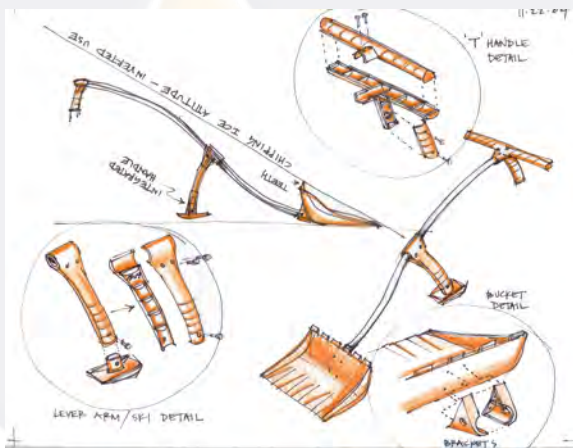 11.22.09
'T' HANDLE
DETAIL
CHIPPING ICE ATTITUDE - INVERTED USE
INTEGRATED
HANDLE
TEETH
BUCKET
DETAIL
LEVER ARM/SKI DETAIL
BRACKETS